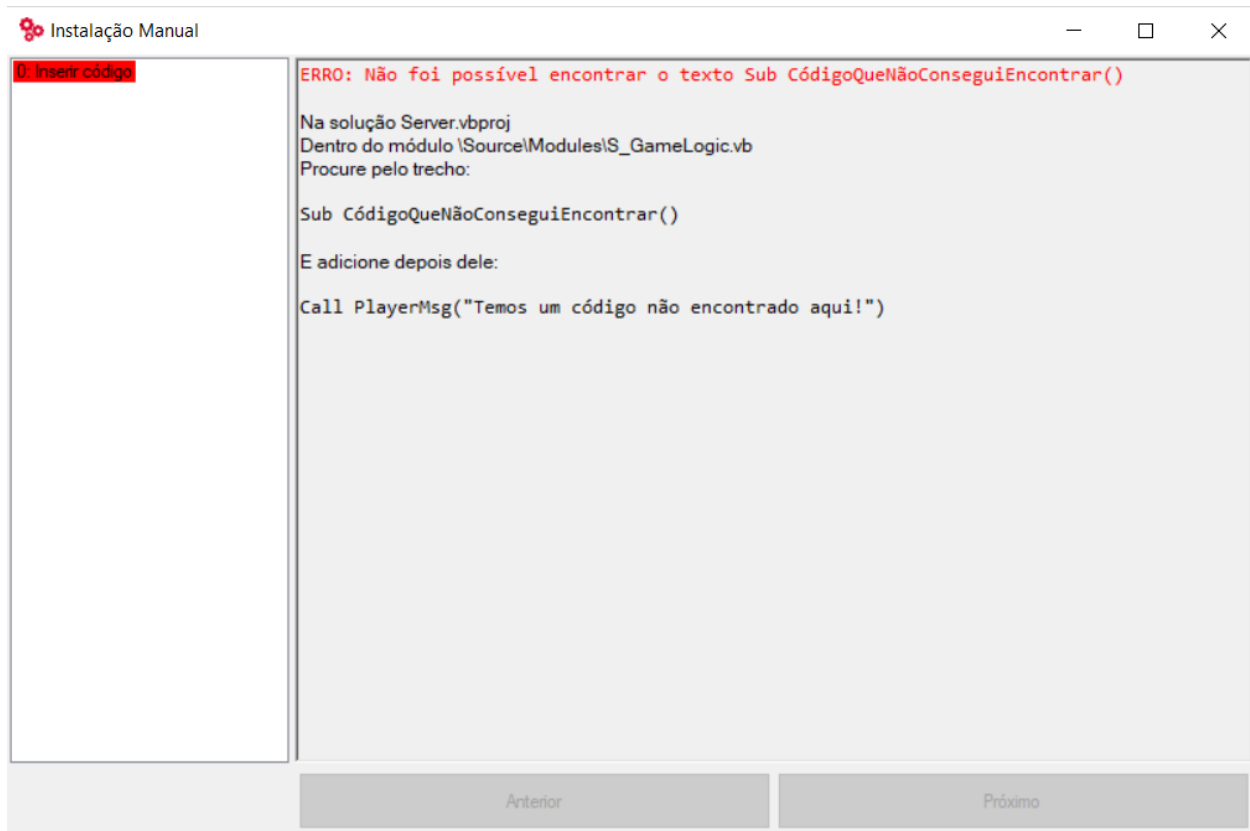 Instalação Manual
0: Inserir código
ERRO: Não foi possível encontrar o texto Sub CódigoQueNãoConseguiEncontrar()
Na solução Server.vbproj
Dentro do módulo \Source\Modules\S_GameLogic.vb
Procure pelo trecho:
Sub CódigoQueNãoConseguiEncontrar()
E adicione depois dele:
Call PlayerMsg("Temos um código não encontrado aqui!")
Anterior
Próximo